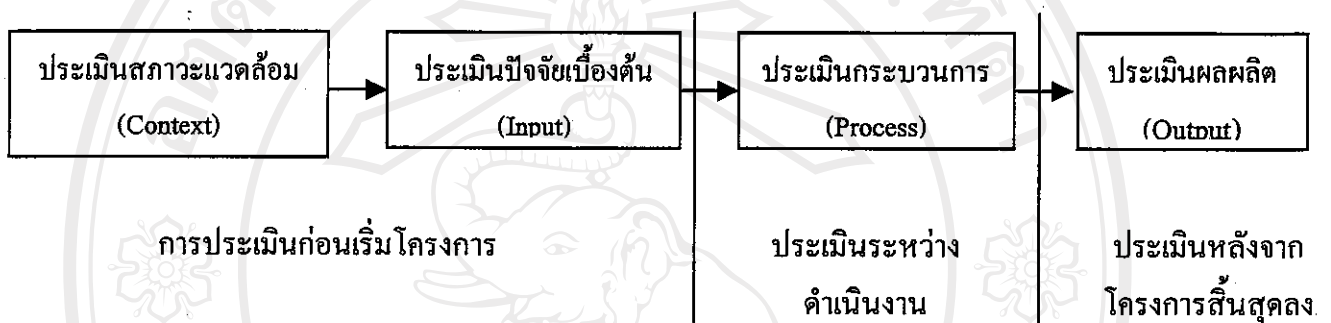 ประเมินสภาวะแวดล้อม
(Context)
ประเมินปัจจัยเบื้องต้น
(Input)
ประเมินกระบวนการ
(Process)
ประเมินผลผลิต
(Output)
การประเมินก่อนเริ่มโครงการ
ประเมินระหว่าง
ดำเนินงาน
ประเมินหลังจาก
โครงการสิ้นสุดลง